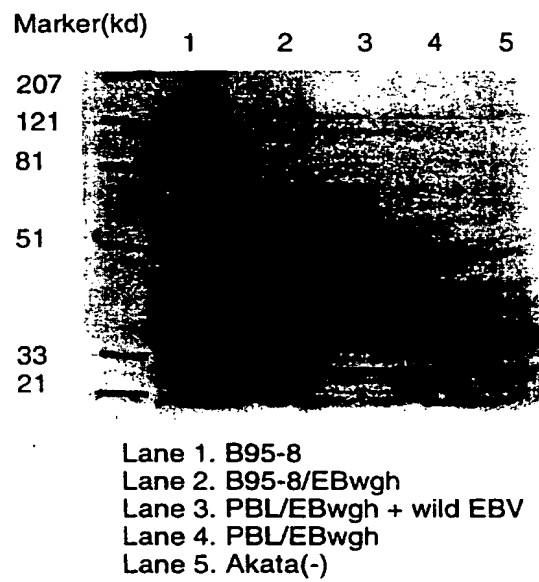 Marker(kd)
1 2 3 4 5
207
121
81
51
33
21
Lane 1. B95-8
Lane 2. B95-8/EBwgh
Lane 3. PBL/EBwgh + wild EBV
Lane 4. PBL/EBwgh
Lane 5. Akata(-)